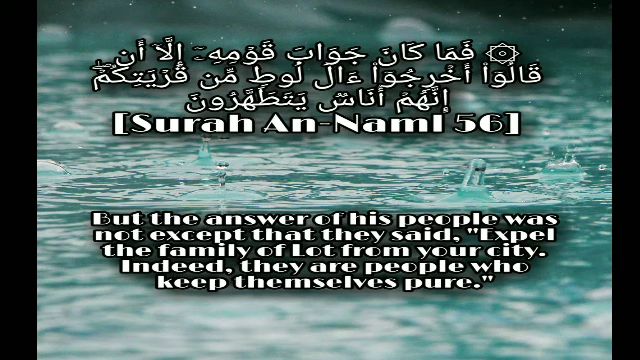 ۞ فَمَا كَانَ جَوَابَ قَوْمِهِۦٓ إِلَّآ أَن
قَالُوٓا۟ أَخْرِجُوٓا۟ ءَالَ لُوطٍ مِّن قَرْيَتِكُمْ ۖ
إِنَّهُمْ أُنَاسٌ يَتَطَهَّرُونَ
[Surah An-Naml 56]
But the answer of his people was
not except that they said, "Expel
the family of Lot from your city.
Indeed, they are people who
keep themselves pure."